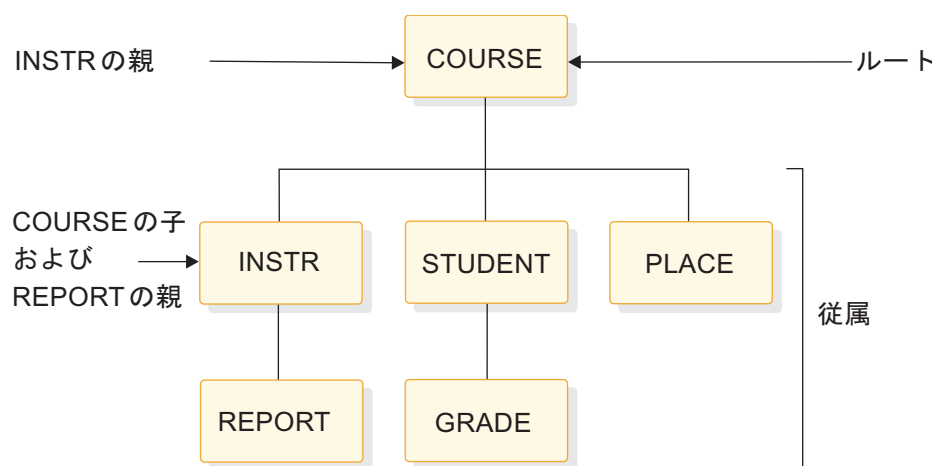 INSTRの親
COURSE
ルート
COURSEの子
および
REPORTの親
INSTR
STUDENT
PLACE
従属
REPORT
GRADE